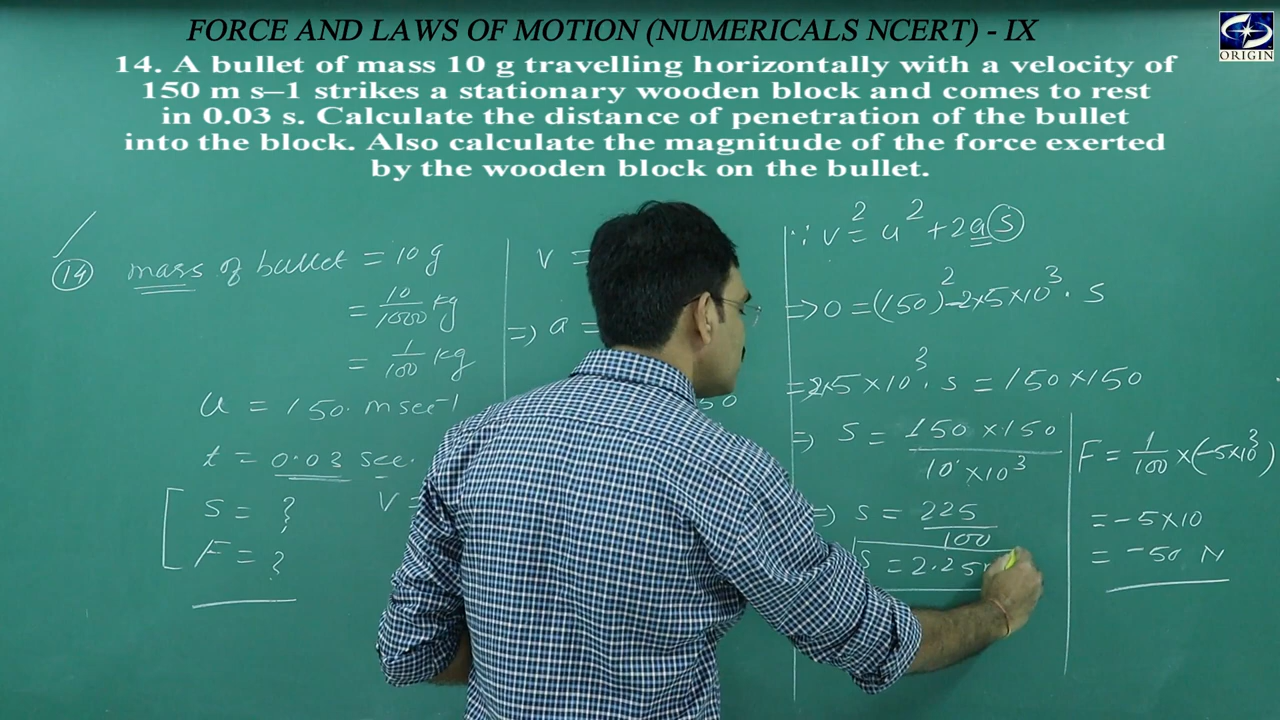 FORCE AND LAWS OF MOTION (NUMERICALS NCERT) - IX
ORIGIN
14. A bullet of mass 10 g travelling horizontally with a velocity of
150 m s–1 strikes a stationary wooden block and comes to rest
in 0.03 s. Calculate the distance of penetration of the bullet
into the block. Also calculate the magnitude of the force exerted
by the wooden block on the bullet.
(14) mass of bullet = 10 g
= 10/1000 kg
= 1/100 kg
u = 150 m sec⁻¹
t = 0.03 sec.
S = ?
F = ?
v =
=) a =
50
V =
∵ v² = u² + 2as
=> 0 = (150)² - 2×5×10³ · S
= 2×5×10³ · s = 150×150
=> S = 150×150/10×10³
=) s = 225/100
S = 2.25
F = 1/100 × (-5×10³)
= -5×10
= -50 N